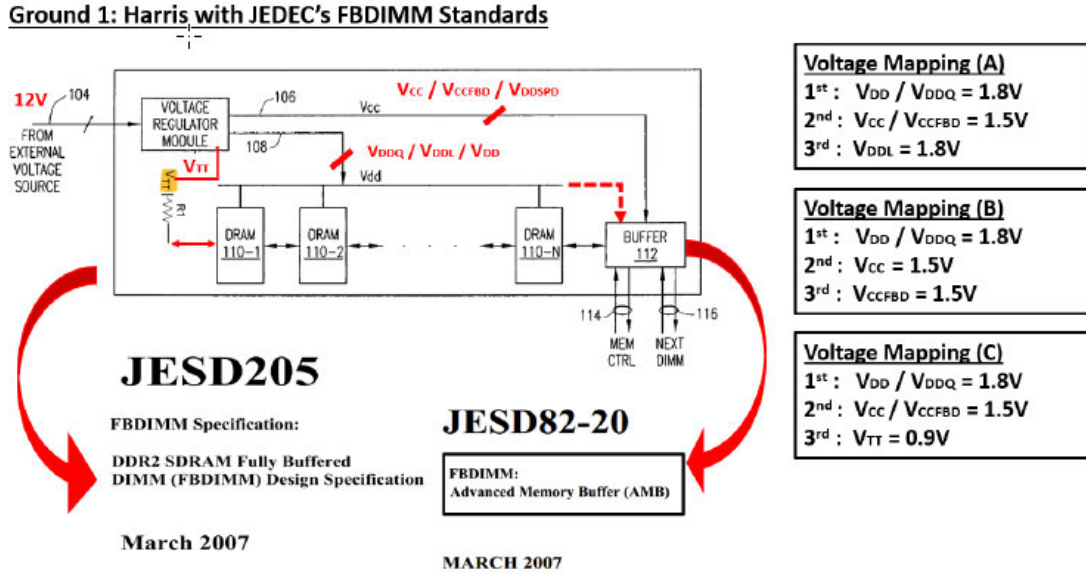 Ground 1: Harris with JEDEC's FBDIMM Standards
12V
104
FROM
EXTERNAL
VOLTAGE
SOURCE
VOLTAGE
REGULATOR
MODULE
106
Vcc
VCC / VCCFBD / VDDSPD
108
VDDQ / VDDL / VDD
VTT
VTT
R1
Vdd
DRAM
110-1
DRAM
110-2
DRAM
110-N
BUFFER
112
114
116
MEM
CTRL
NEXT
DIMM
Voltage Mapping (A)
1st : VDD / VDDQ = 1.8V
2nd : VCC / VCCFBD = 1.5V
3rd : VDDL = 1.8V
Voltage Mapping (B)
1st : VDD / VDDQ = 1.8V
2nd : VCC = 1.5V
3rd : VCCFBD = 1.5V
Voltage Mapping (C)
1st : VDD / VDDQ = 1.8V
2nd : VCC / VCCFBD = 1.5V
3rd : VTT = 0.9V
JESD205
FBDIMM Specification:
DDR2 SDRAM Fully Buffered
DIMM (FBDIMM) Design Specification
March 2007
JESD82-20
FBDIMM:
Advanced Memory Buffer (AMB)
MARCH 2007